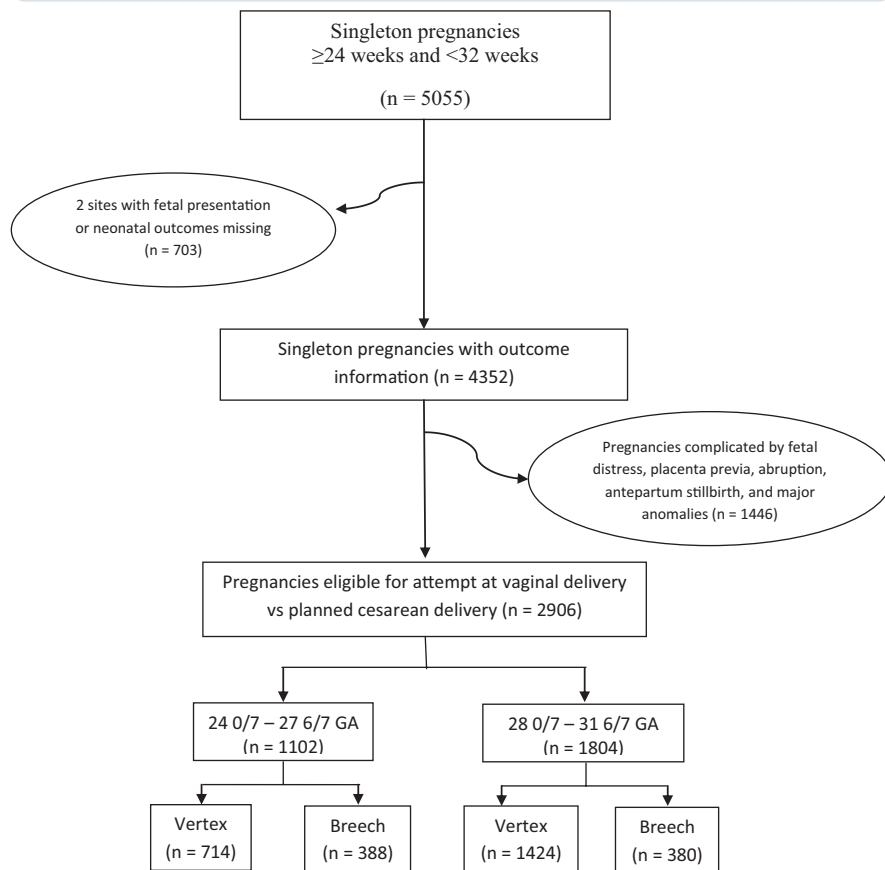 Singleton pregnancies
≥24 weeks and <32 weeks
(n = 5055)
2 sites with fetal presentation
or neonatal outcomes missing
(n = 703)
Singleton pregnancies with outcome
information (n = 4352)
Pregnancies complicated by fetal
distress, placenta previa, abruption,
antepartum stillbirth, and major
anomalies (n = 1446)
Pregnancies eligible for attempt at vaginal delivery
vs planned cesarean delivery (n = 2906)
24 0/7 – 27 6/7 GA
(n = 1102)
28 0/7 – 31 6/7 GA
(n = 1804)
Vertex
(n = 714)
Breech
(n = 388)
Vertex
(n = 1424)
Breech
(n = 380)